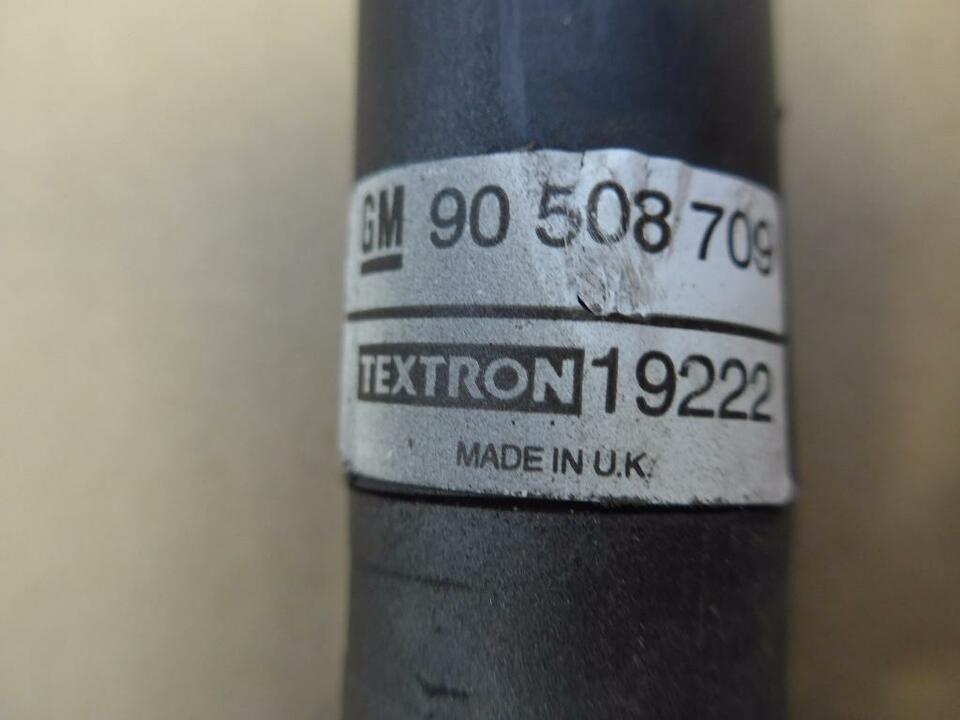 GM 90 508 709
TEXTRON 19222
MADE IN U.K.